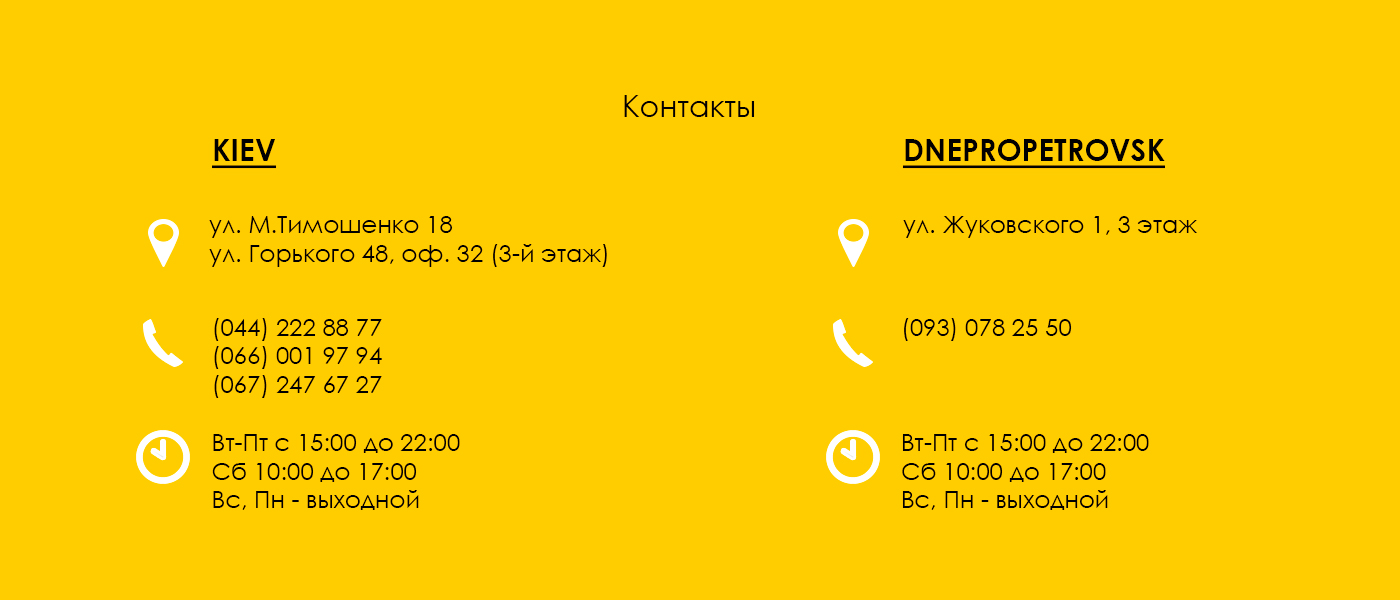 Контакты
KIEV
ул. М.Тимошенко 18
ул. Горького 48, оф. 32 (3-й этаж)
(044) 222 88 77
(066) 001 97 94
(067) 247 67 27
Вт-Пт с 15:00 до 22:00
Сб 10:00 до 17:00
Вс, Пн - выходной
DNEPROPETROVSK
ул. Жуковского 1, 3 этаж
(093) 078 25 50
Вт-Пт с 15:00 до 22:00
Сб 10:00 до 17:00
Вс, Пн - выходной